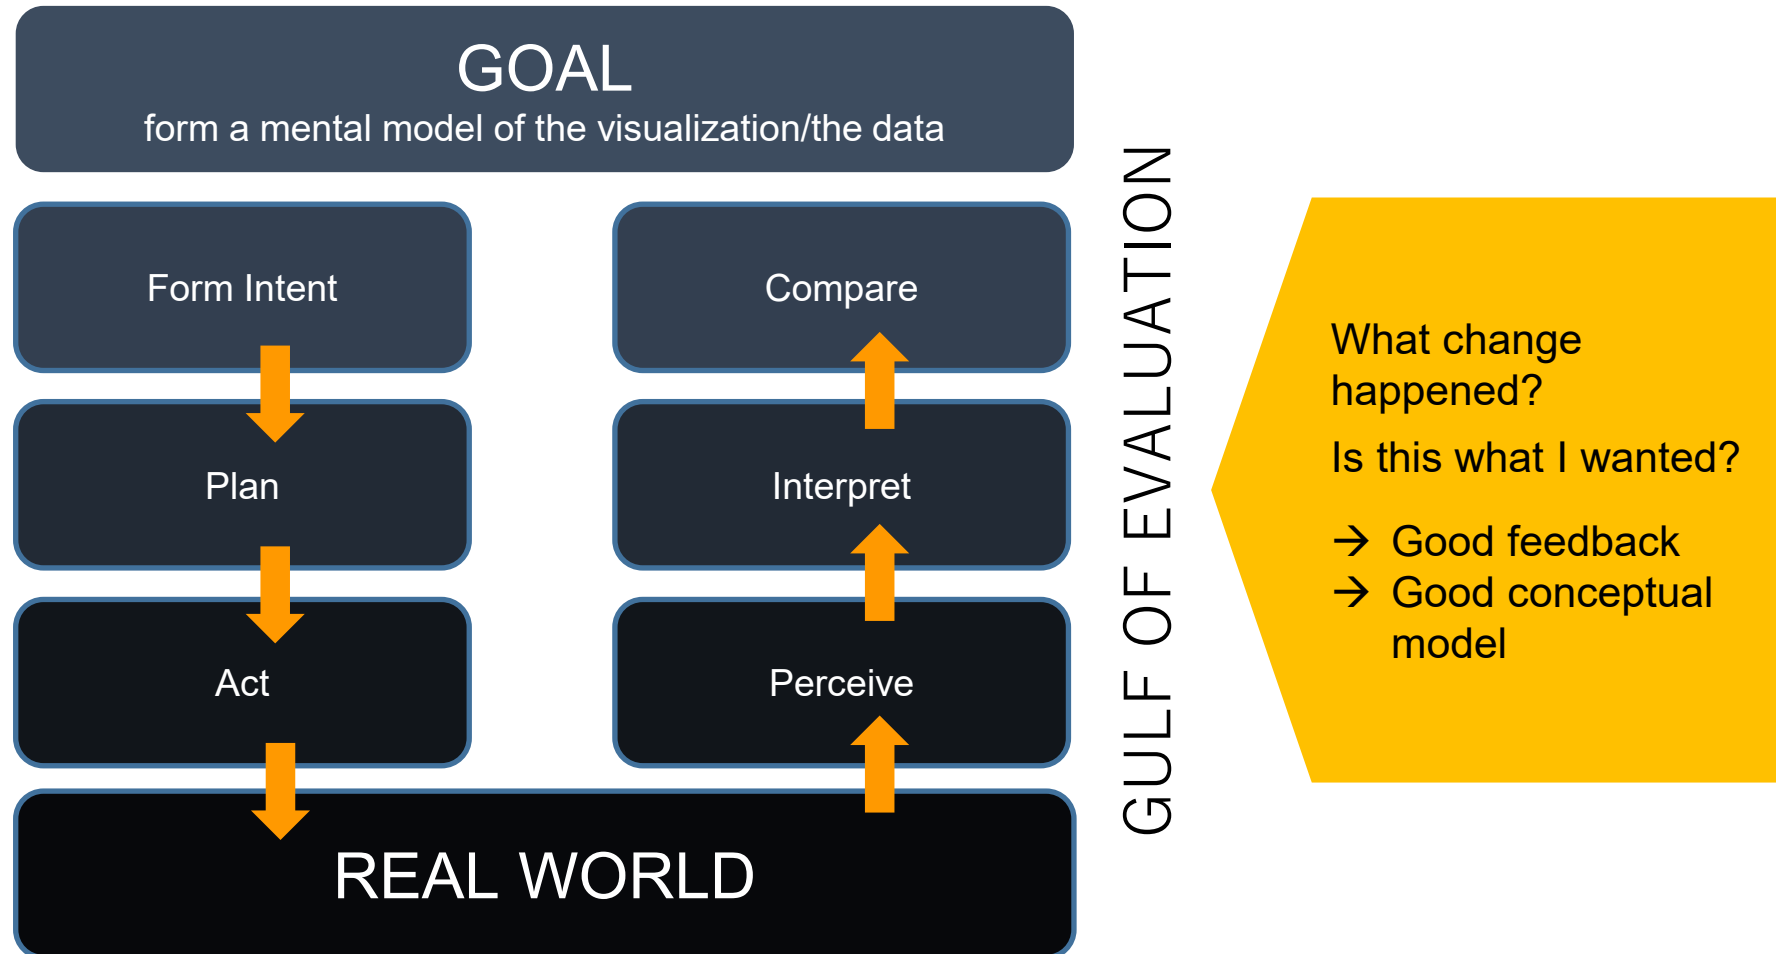 GOAL
form a mental model of the visualization/the data
Form Intent
Plan
Act
Compare
Interpret
Perceive
REAL WORLD
GULF OF EVALUATION
What change
happened?
Is this what I wanted?
→ Good feedback
→ Good conceptual
model